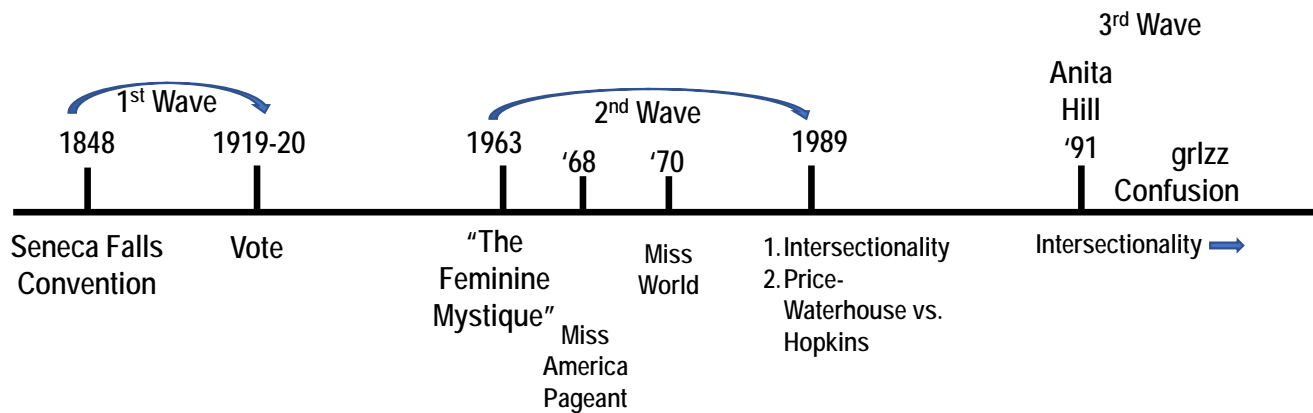 3rd Wave
Anita
Hill
1st Wave
2nd Wave
1848
1919-20
1963
‘68
‘70
1989
‘91
grlzz
Confusion
Seneca Falls
Convention
Vote
“The
Feminine
Mystique”
Miss
America
Pageant
Miss
World
1. Intersectionality
2. Price-
Waterhouse vs.
Hopkins
Intersectionality